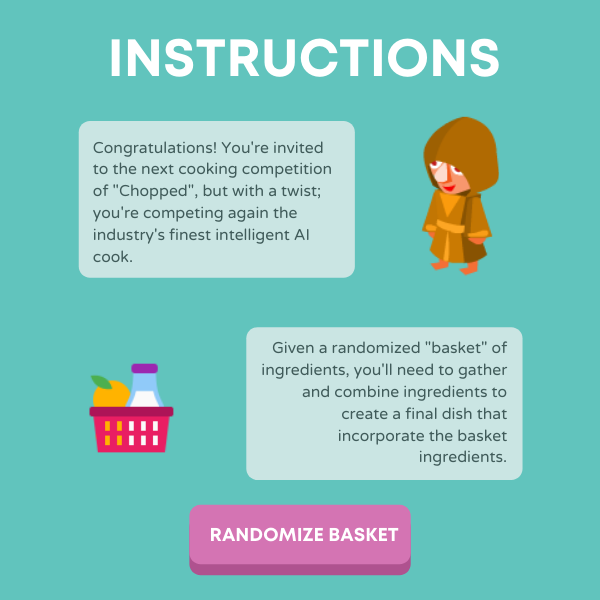 INSTRUCTIONS
Congratulations! You're invited
to the next cooking competition
of "Chopped", but with a twist;
you're competing again the
industry's finest intelligent AI
cook.
Given a randomized "basket" of
ingredients, you'll need to gather
and combine ingredients to
create a final dish that
incorporate the basket
ingredients.
RANDOMIZE BASKET